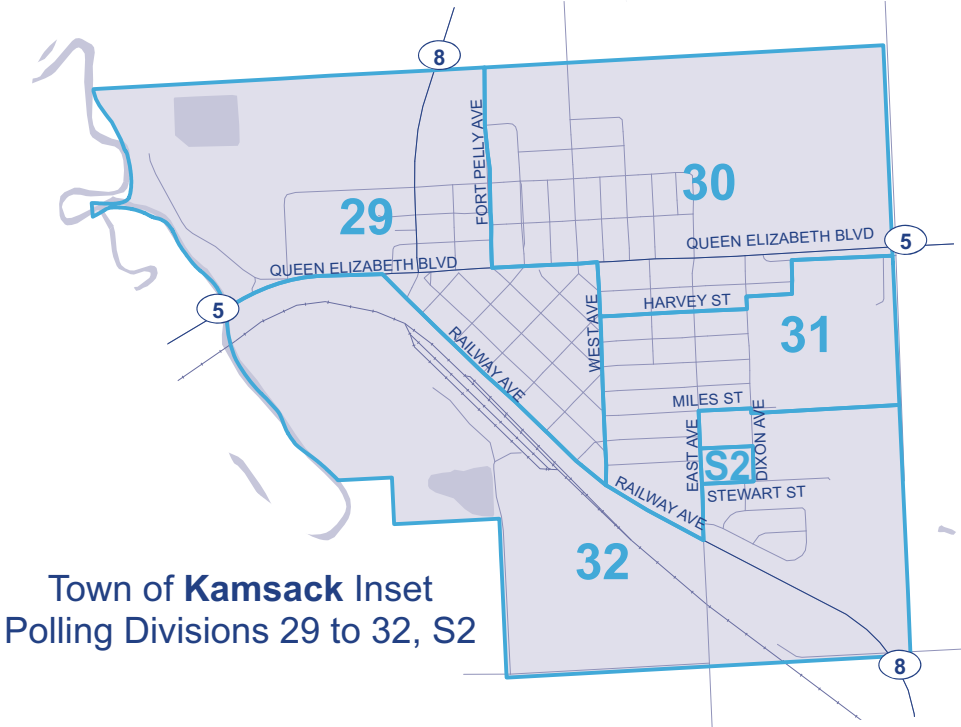 8
FORT PELLY AVE
30
29
QUEEN ELIZABETH BLVD
5
QUEEN ELIZABETH BLVD
5
HARVEY ST
WEST AVE
31
RAILWAY AVE
MILES ST
EAST AVE
DIXON AVE
S2
STEWART ST
RAILWAY AVE
32
Town of Kamsack Inset
Polling Divisions 29 to 32, S2
8